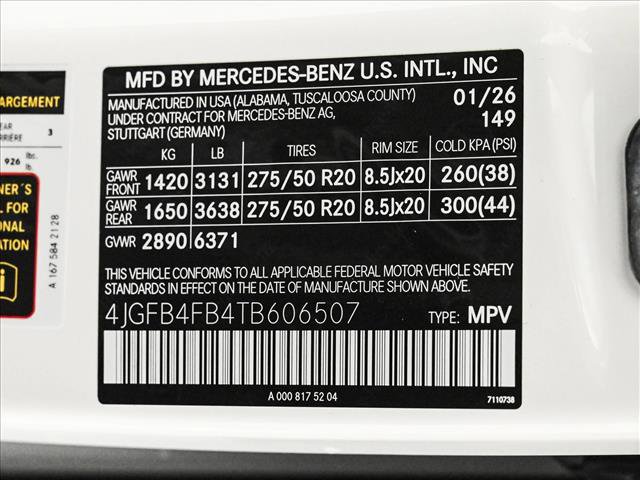 ARGEMENT
EAR 3
RRIÈRE
926 lbs.
lb.
NER´S
L FOR
ONAL
ATION
A 167 584 21 28
MFD BY MERCEDES-BENZ U.S. INTL., INC
MANUFACTURED IN USA (ALABAMA, TUSCALOOSA COUNTY) 01/26
UNDER CONTRACT FOR MERCEDES-BENZ AG, 149
STUTTGART (GERMANY)
KG LB TIRES RIM SIZE COLD KPA (PSI)
GAWR FRONT 1420 3131 275/50 R20 8.5Jx20 260(38)
GAWR REAR 1650 3638 275/50 R20 8.5Jx20 300(44)
GWR 2890 6371
THIS VEHICLE CONFORMS TO ALL APPLICABLE FEDERAL MOTOR VEHICLE SAFETY
STANDARDS IN EFFECT ON THE DATE OF MANUFACTURE SHOWN ABOVE.
4JGFB4FB4TB606507 TYPE: MPV
A 000 817 52 04
7110738